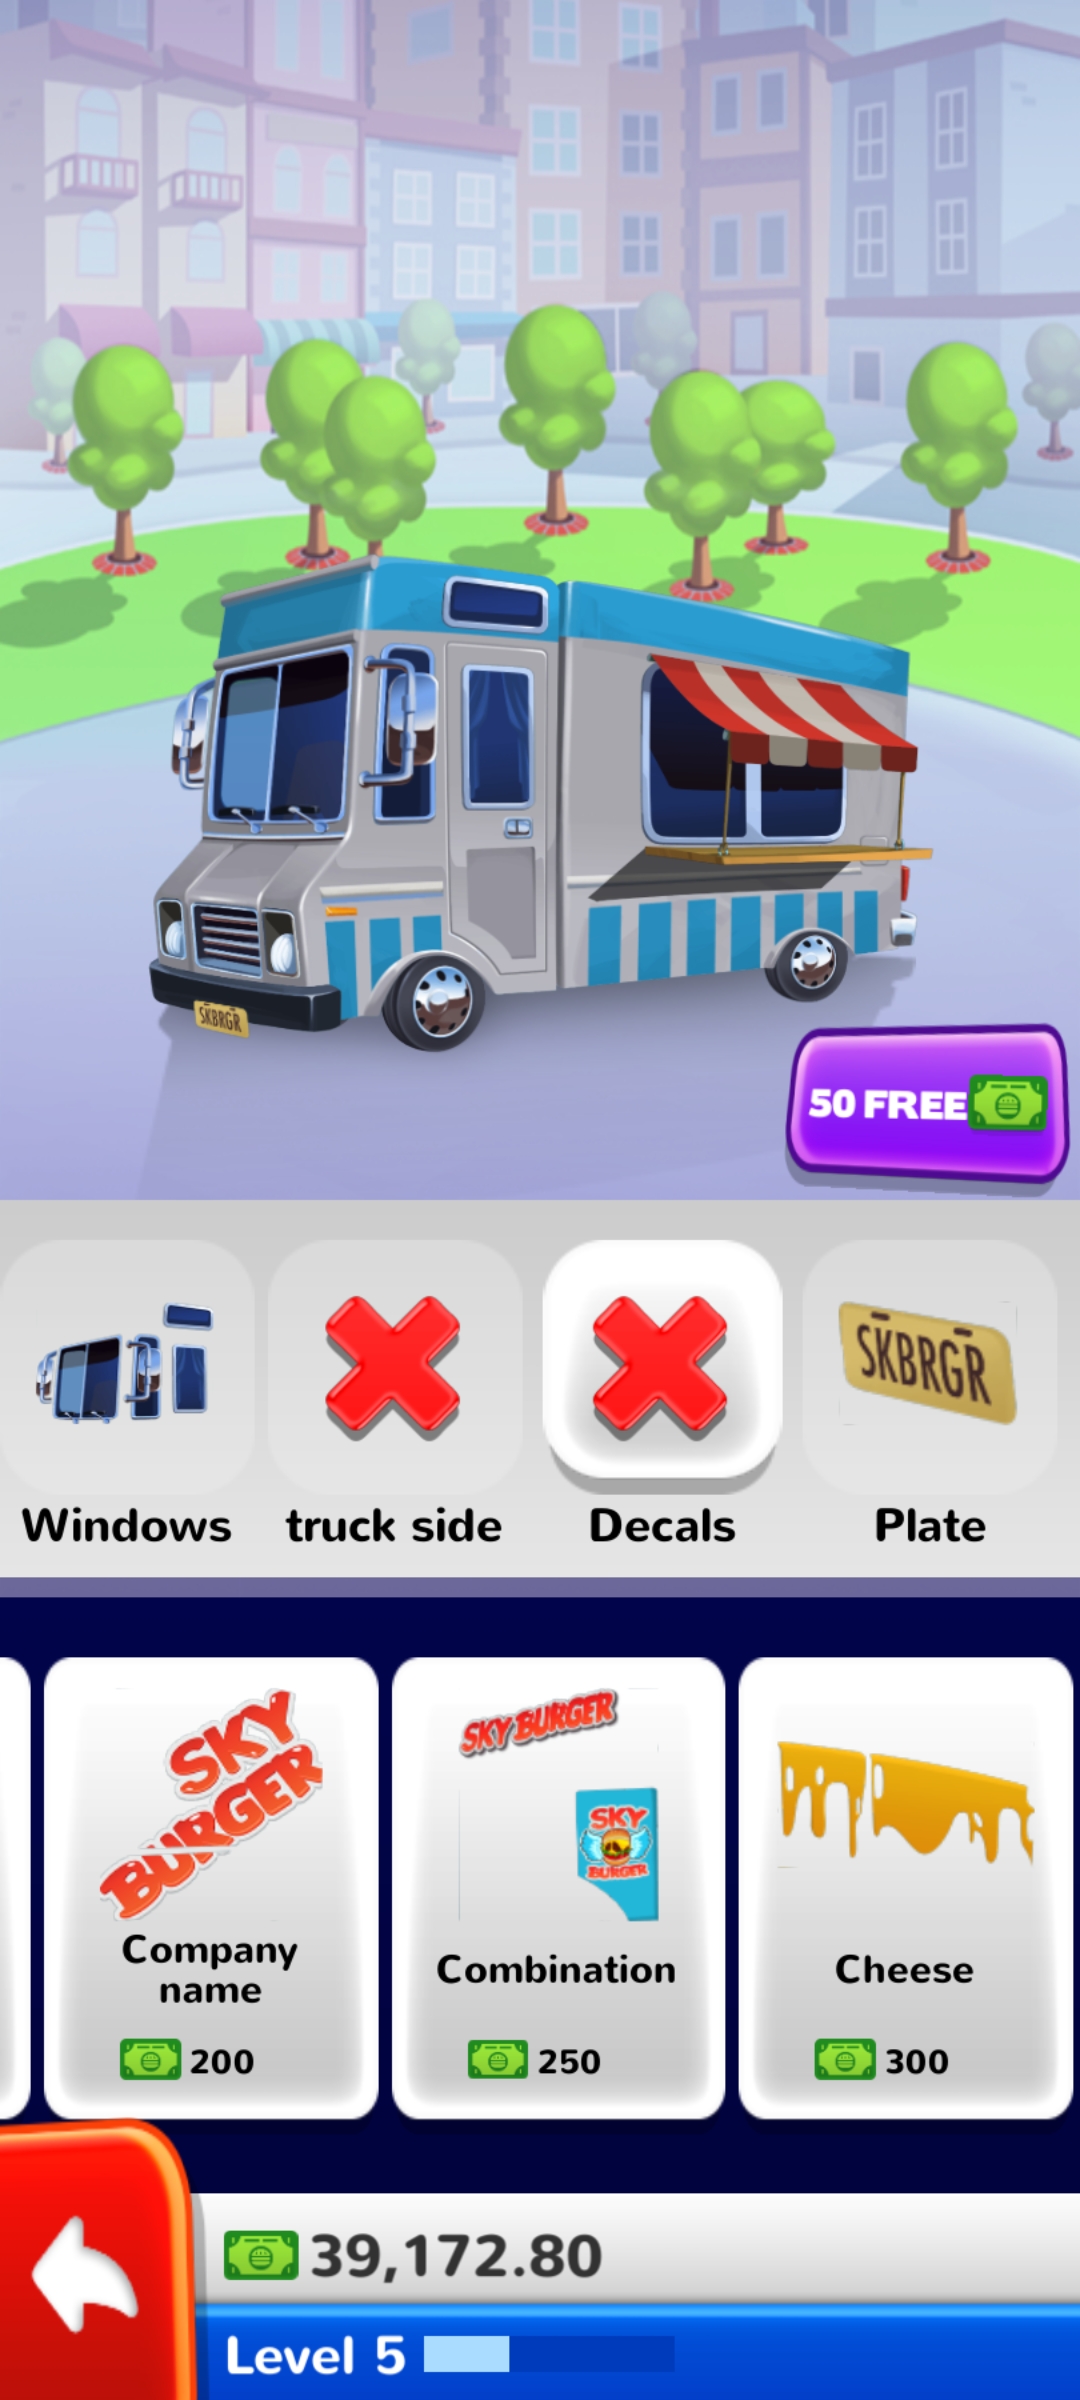 SKBRGR
50 FREE
SKBRGR
Windows
truck side
Decals
Plate
SKY
BURGER
SKY BURGER
SKY
BURGER
Company
name
Combination
Cheese
200
250
300
39,172.80
Level 5